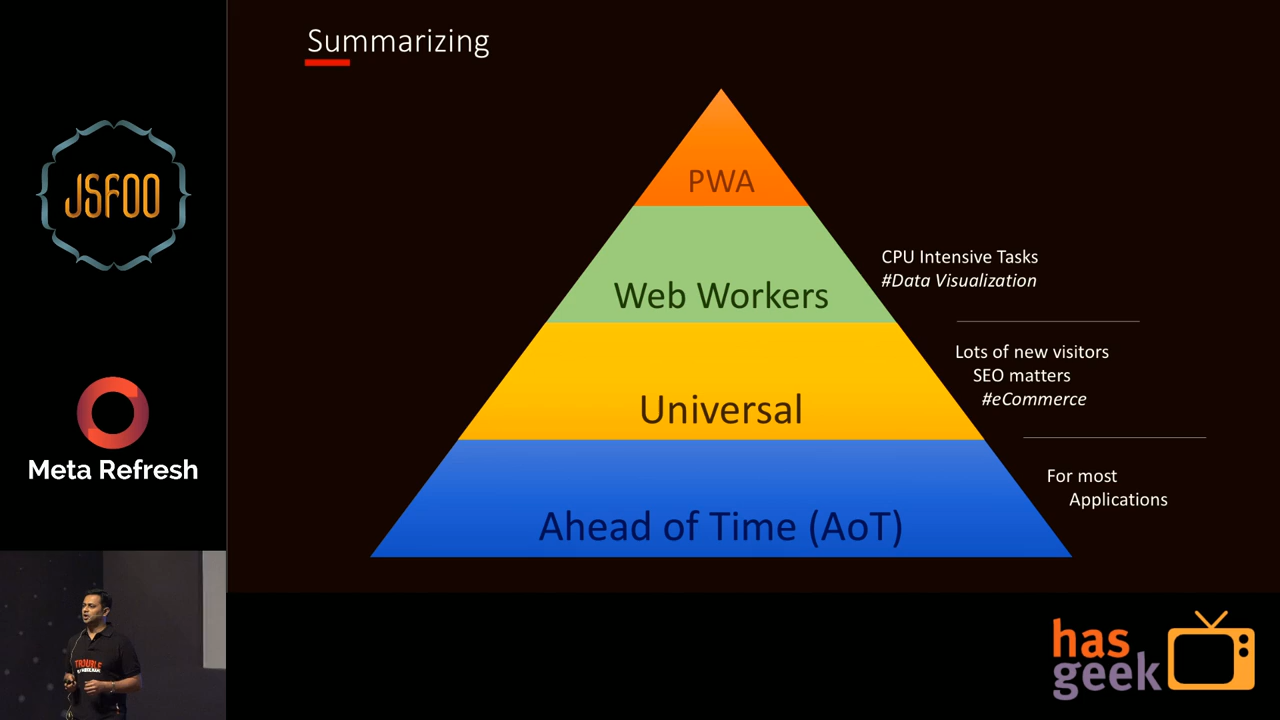 Summarizing
JSFOO
Meta Refresh
PWA
Web Workers
Universal
Ahead of Time (AoT)
CPU Intensive Tasks
#Data Visualization
Lots of new visitors
SEO matters
#eCommerce
For most
Applications
TROUBLE
has
geek